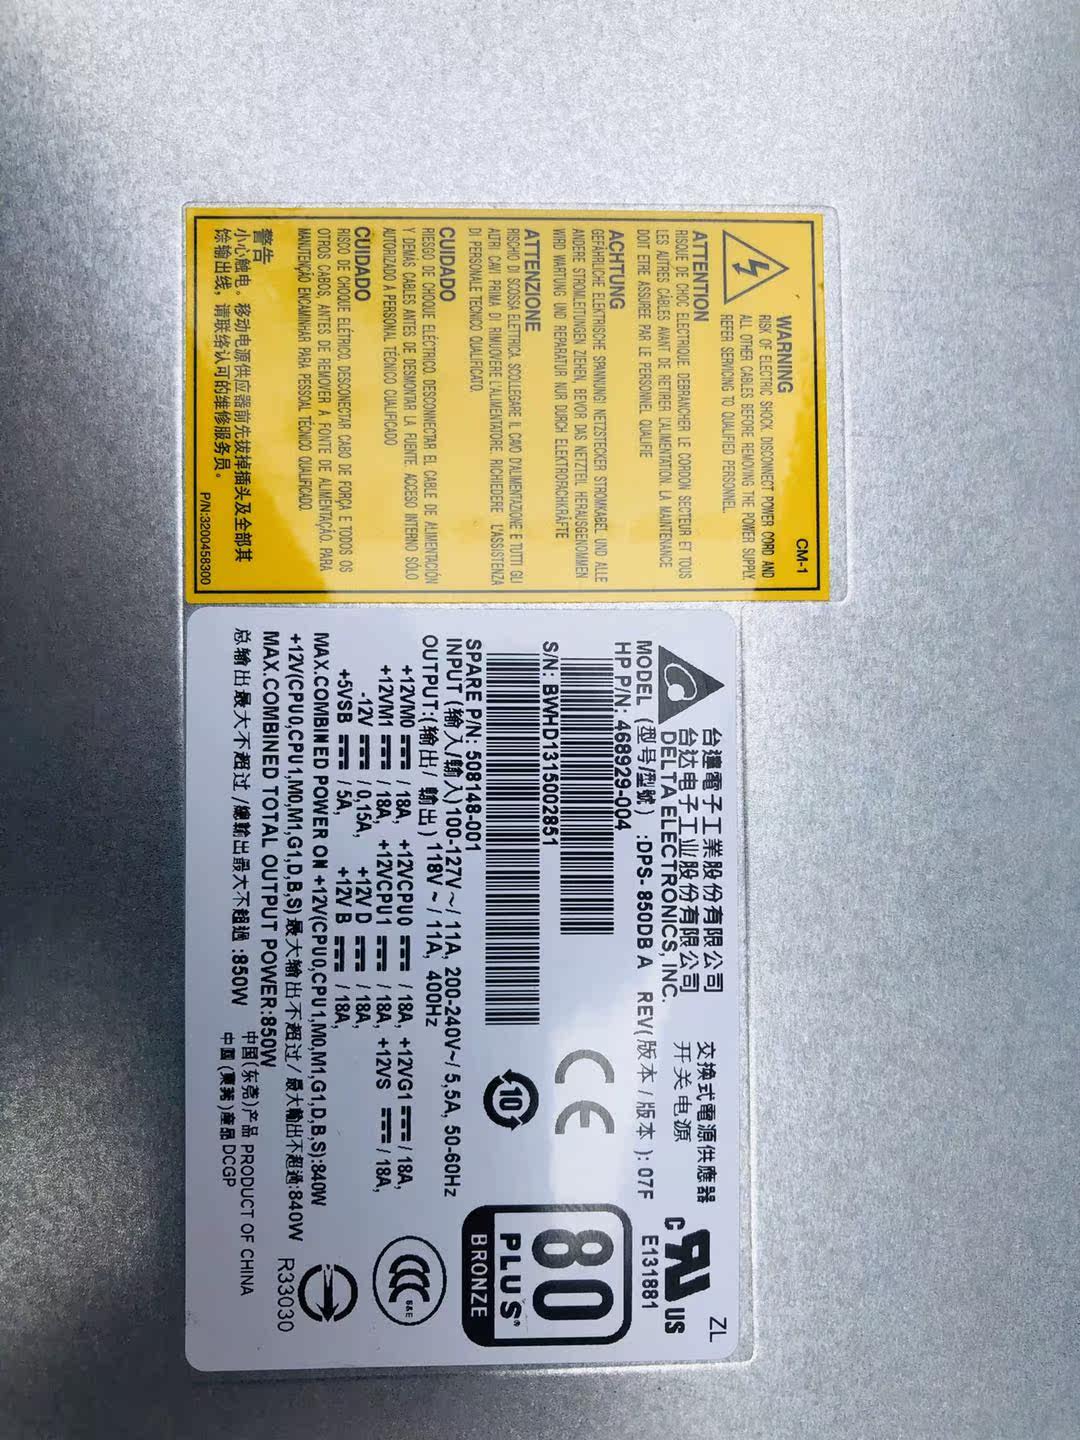 CM-1
WARNING
RISK OF ELECTRIC SHOCK. DISCONNECT POWER CORD AND
ALL OTHER CABLES BEFORE REMOVING THE POWER SUPPLY.
REFER SERVICING TO QUALIFIED PERSONNEL.
ATTENTION
RISQUE DE CHOC ELECTRIQUE. DEBRANCHER LE CORDON SECTEUR ET TOUS
LES AUTRES CABLES AVANT DE RETIRER L'ALIMENTATION. LA MAINTENANCE
DOIT ETRE ASSUREE PAR LE PERSONNEL QUALIFIE
ACHTUNG
GEFÄHRLICHE ELEKTRISCHE SPANNUNG! NETZSTECKER STROMKABEL UND ALLE
ANDERE STROMLEITUNGEN ZIEHEN, BEVOR DAS NETZTEIL HERAUSGENOMMEN
WIRD WARTUNG UND REPARATUR NUR DURCH ELEKTROFACHKRÄFTE
ATTENZIONE
RISCHIO DI SCOSSA ELETTRICA. SCOLLEGARE IL CAVO D'ALIMENTAZIONE E TUTTI GLI
ALTRI CAVI PRIMA DI RIMUOVERE L'ALIMENTATORE. RICHIEDERE L'ASSISTENZA
DI PERSONALE TECNICO QUALIFICATO.
CUIDADO
RIESGO DE CHOQUE ELÉCTRICO. DESCONNECTAR EL CABLE DE ALIMENTACIÓN
Y DEMÁS CABLES ANTES DE DESMONTAR LA FUENTE. ACCESO INTERNO SÓLO
AUTORIZADO A PERSONAL TÉCNICO CUALIFICADO
CUIDADO
RISCO DE CHOQUE ELÉTRICO. DESCONECTAR CABO DE FORÇA E TODOS OS
OTROS CABOS, ANTES DE REMOVER A FONTE DE ALIMENTAÇÃO. PARA
MANUTENÇÃO ENCAMINHAR PARA PESSOAL TÉCNICO QUALIFICADO.
警告
小心触电。移动电源供应器前先拔掉插头及全部其
馀输出线，请联络认可的维修服务员。
P/N:3200458300
台達電子工業股份有限公司
台达电子工业股份有限公司
DELTA ELECTRONICS, INC.
交換式電源供應器
开关电源
ZL
E131881
C UL US
MODEL (型号/型號) :DPS-850DB A REV(版本/版本): 07F
HP P/N: 468929-004
S/N: BWHD1315002851
CE
10
80
PLUS®
BRONZE
SPARE P/N: 508148-001
INPUT (输入/輸入)100-127V~/ 11A, 200-240V~/ 5,5A, 50-60Hz
OUTPUT:(输出/輸出) 118V~/ 11A, 400Hz
+12VM0 / 18A, +12VCPU0 / 18A, +12VG1 / 18A,
+12VM1 / 18A, +12VCPU1 / 18A, +12VS / 18A,
-12V / 0,15A, +12V D / 18A,
+5VSB / 5A, +12V B / 18A,
CCC
S&E
MAX.COMBINED POWER ON +12V(CPU0,CPU1,M0,M1,G1,D,B,S):840W
+12V(CPU0,CPU1,M0,M1,G1,D,B,S)最大输出不超过/最大輸出不超過:840W
MAX.COMBINED TOTAL OUTPUT POWER:850W
总输出最大不超过/總輸出最大不超過:850W
R33030
中国(东莞)产品 PRODUCT OF CHINA
中國(東莞)產品 DCGP